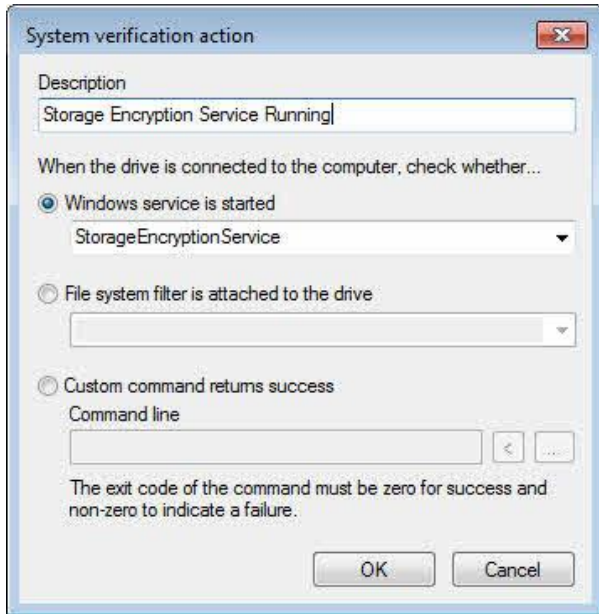 System verification action
Description
Storage Encryption Service Running
When the drive is connected to the computer, check whether...
Windows service is started
StorageEncryptionService
File system filter is attached to the drive
Custom command returns success
Command line
<
...
The exit code of the command must be zero for success and
non-zero to indicate a failure.
OK
Cancel